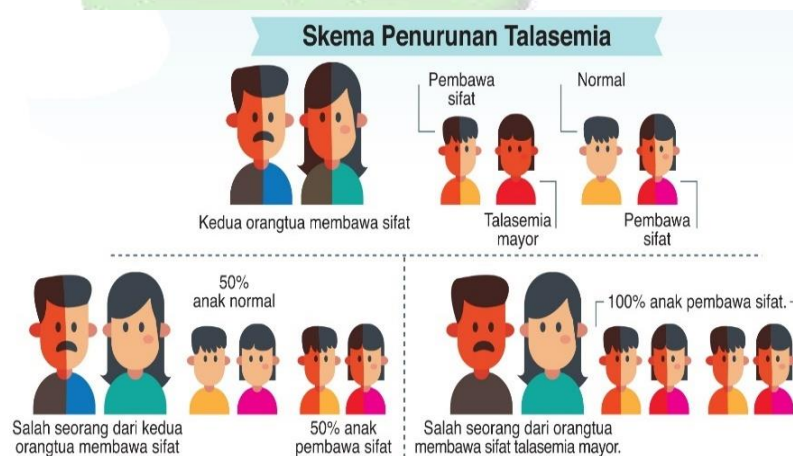 Skema Penurunan Talasemia
Pembawa
sifat
Normal
Kedua orangtua membawa sifat
Talasemia
mayor
Pembawa
sifat
50%
anak normal
Salah seorang dari kedua
orangtua membawa sifat
50% anak
pembawa sifat
100% anak pembawa sifat.
Salah seorang dari orangtua
membawa sifat talasemia mayor.